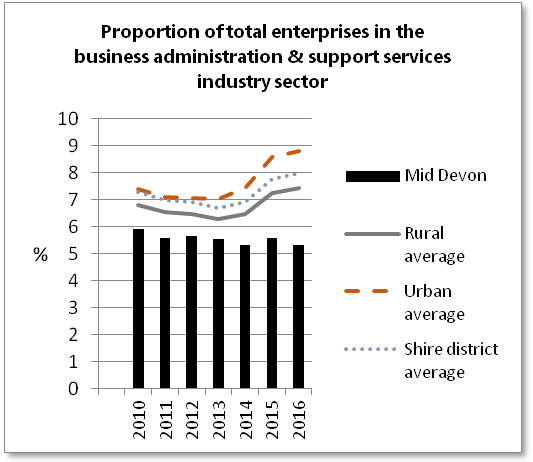 Proportion of total enterprises in the
business administration & support services
industry sector
10
9
8
7
6
5
4
3
2
1
0
%
2010
2011
2012
2013
2014
2015
2016
Mid Devon
Rural
average
Urban
average
Shire district
average